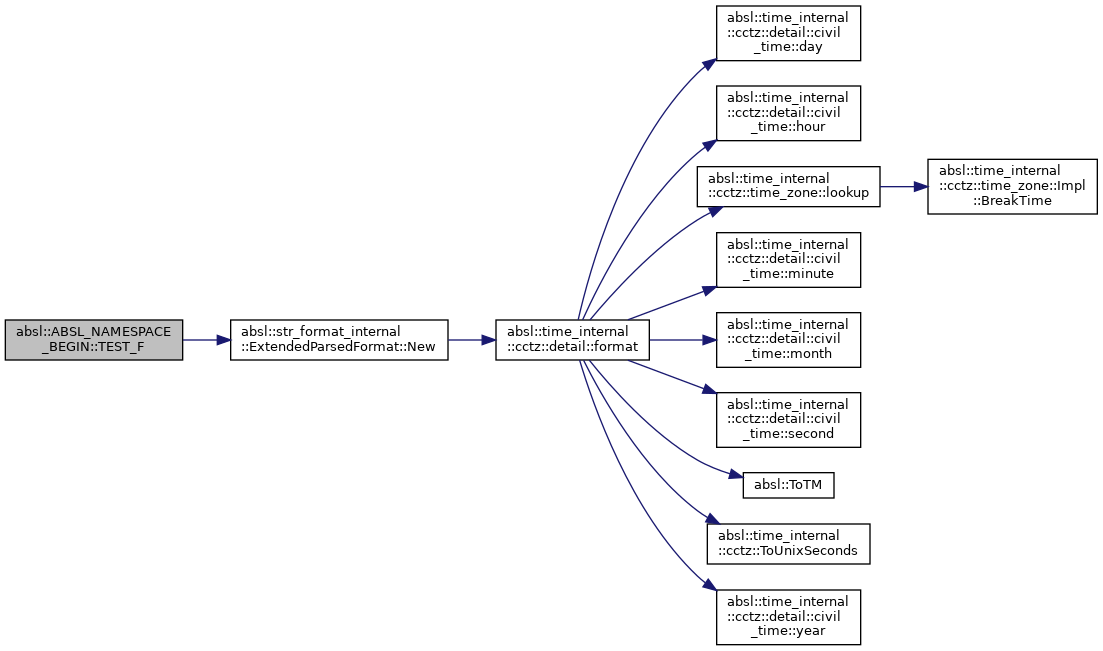 absl::ABSL_NAMESPACE
_BEGIN::TEST_F
absl::str_format_internal
::ExtendedParsedFormat::New
absl::time_internal
::cctz::detail::format
absl::time_internal
::cctz::detail::civil
_time::day
absl::time_internal
::cctz::detail::civil
_time::hour
absl::time_internal
::cctz::time_zone::lookup
absl::time_internal
::cctz::time_zone::Impl
::BreakTime
absl::time_internal
::cctz::detail::civil
_time::minute
absl::time_internal
::cctz::detail::civil
_time::month
absl::time_internal
::cctz::detail::civil
_time::second
absl::ToTM
absl::time_internal
::cctz::ToUnixSeconds
absl::time_internal
::cctz::detail::civil
_time::year